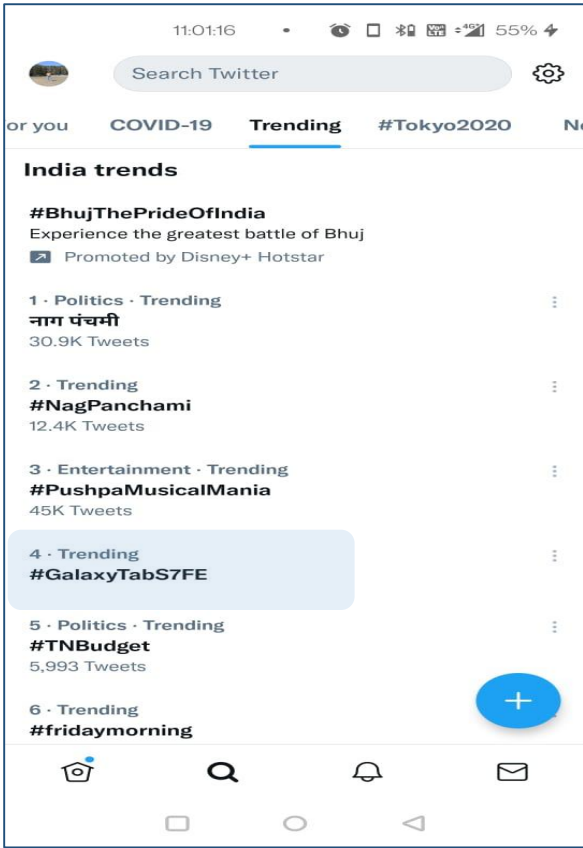 11:01:16
55%
Search Twitter
or you COVID-19 Trending #Tokyo2020
India trends
#BhujThePrideOfIndia
Experience the greatest battle of Bhuj
Promoted by Disney+ Hotstar
1 · Politics · Trending
नाग पंचमी
30.9K Tweets
2 · Trending
#NagPanchami
12.4K Tweets
3 · Entertainment · Trending
#PushpaMusicalMania
45K Tweets
4 · Trending
#GalaxyTabS7FE
5 · Politics · Trending
#TNBudget
5,993 Tweets
6 · Trending
#fridaymorning